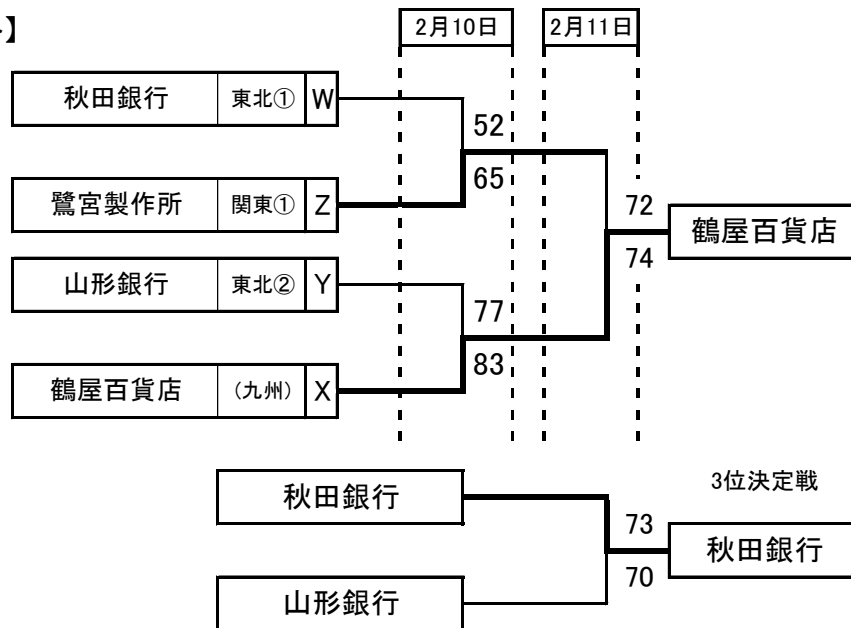 】
2月10日 2月11日
秋田銀行 東北① W
52
65
鷺宮製作所 関東① Z
72
74
鶴屋百貨店
山形銀行 東北② Y
77
83
鶴屋百貨店 (九州) X
3位決定戦
秋田銀行
73
70
秋田銀行
山形銀行